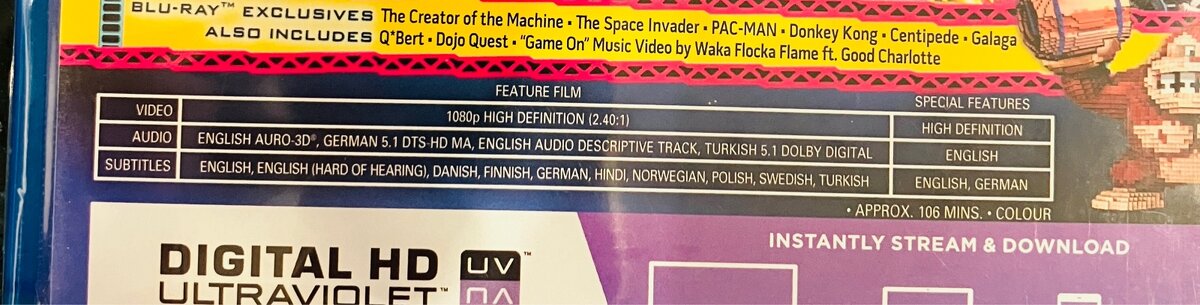 BLU-RAY™ EXCLUSIVES The Creator of the Machine • The Space Invader • PAC-MAN • Donkey Kong • Centipede • Galaga
ALSO INCLUDES Q*Bert • Dojo Quest • “Game On” Music Video by Waka Flocka Flame ft. Good Charlotte
FEATURE FILM SPECIAL FEATURES
VIDEO 1080p HIGH DEFINITION (2.40:1) HIGH DEFINITION
AUDIO ENGLISH AURO-3D®, GERMAN 5.1 DTS-HD MA, ENGLISH AUDIO DESCRIPTIVE TRACK, TURKISH 5.1 DOLBY DIGITAL ENGLISH
SUBTITLES ENGLISH, ENGLISH (HARD OF HEARING), DANISH, FINNISH, GERMAN, HINDI, NORWEGIAN, POLISH, SWEDISH, TURKISH ENGLISH, GERMAN
• APPROX. 106 MINS. • COLOUR
INSTANTLY STREAM & DOWNLOAD
DIGITAL HD UV™
ULTRAVIOLET™